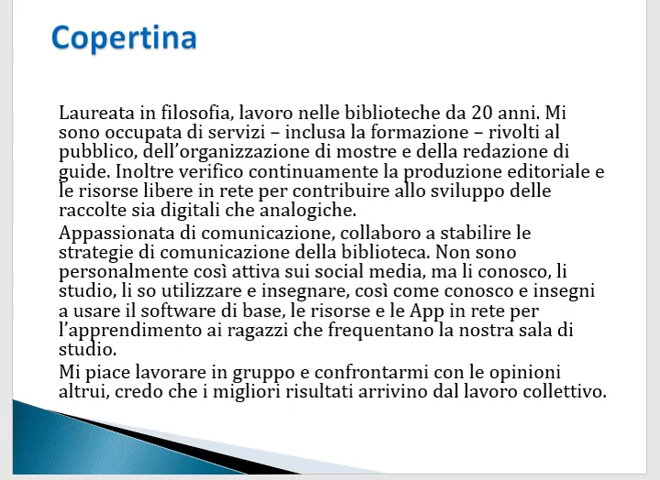 Copertina
Laureata in filosofia, lavoro nelle biblioteche da 20 anni. Mi
sono occupata di servizi – inclusa la formazione – rivolti al
pubblico, dell’organizzazione di mostre e della redazione di
guide. Inoltre verifico continuamente la produzione editoriale e
le risorse libere in rete per contribuire allo sviluppo delle
raccolte sia digitali che analogiche.
Appassionata di comunicazione, collaboro a stabilire le
strategie di comunicazione della biblioteca. Non sono
personalmente così attiva sui social media, ma li conosco, li
studio, li so utilizzare e insegnare, così come conosco e insegni
a usare il software di base, le risorse e le App in rete per
l’apprendimento ai ragazzi che frequentano la nostra sala di
studio.
Mi piace lavorare in gruppo e confrontarmi con le opinioni
altrui, credo che i migliori risultati arrivino dal lavoro collettivo.